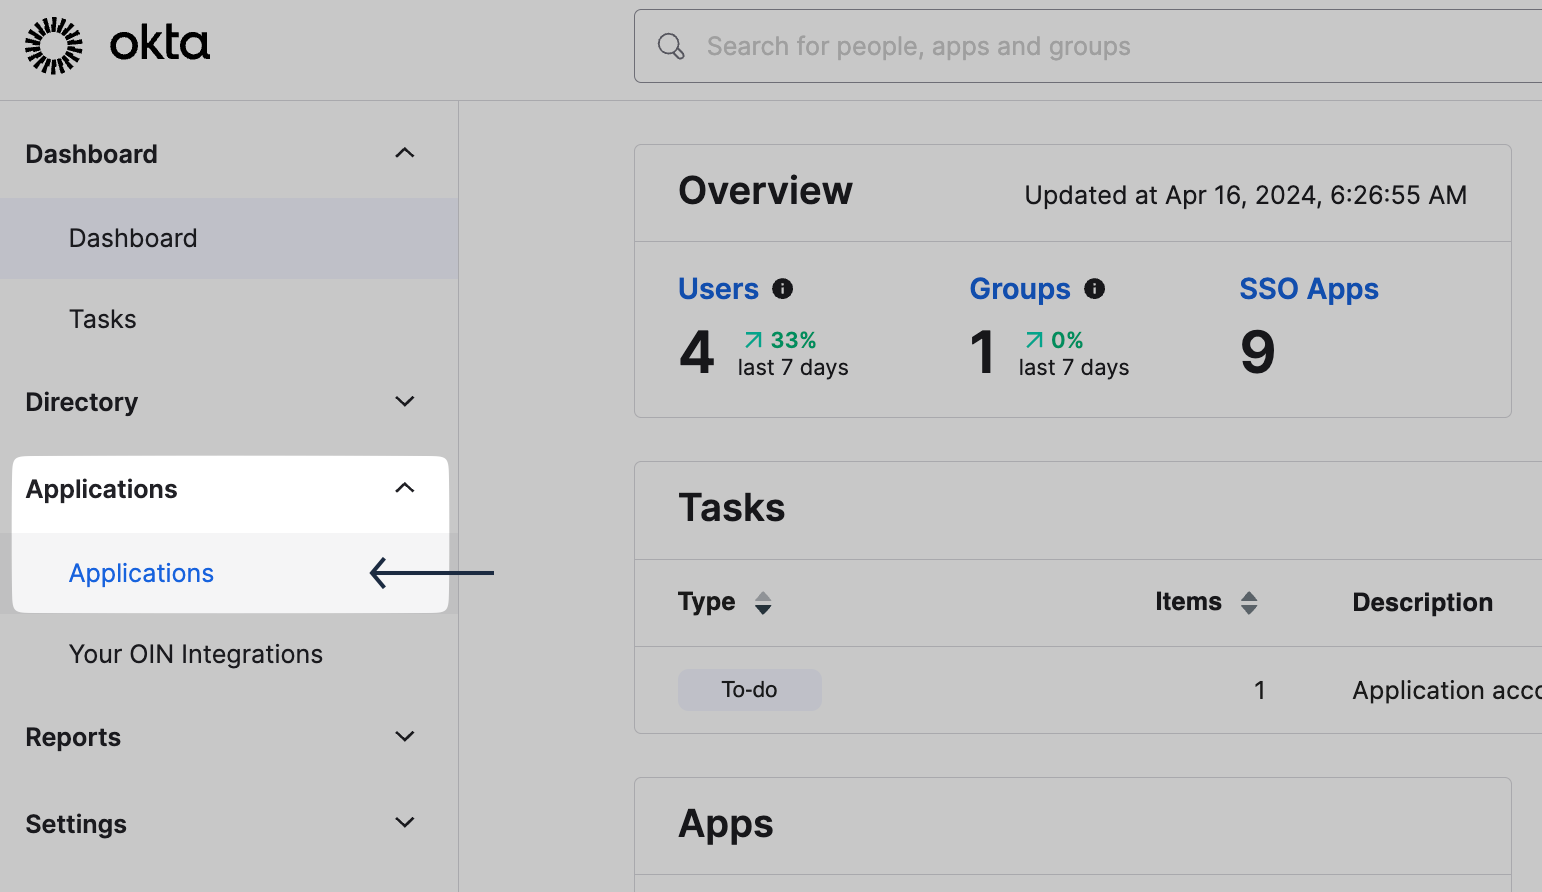 okta
Search for people, apps and groups
Dashboard
Dashboard
Tasks
Directory
Applications
Applications
Your OIN Integrations
Reports
Settings
Overview
Updated at Apr 16, 2024, 6:26:55 AM
Users Groups SSO Apps
4 33% 1 0% 9
last 7 days last 7 days
Tasks
Type Items Description
To-do 1 Application
Apps